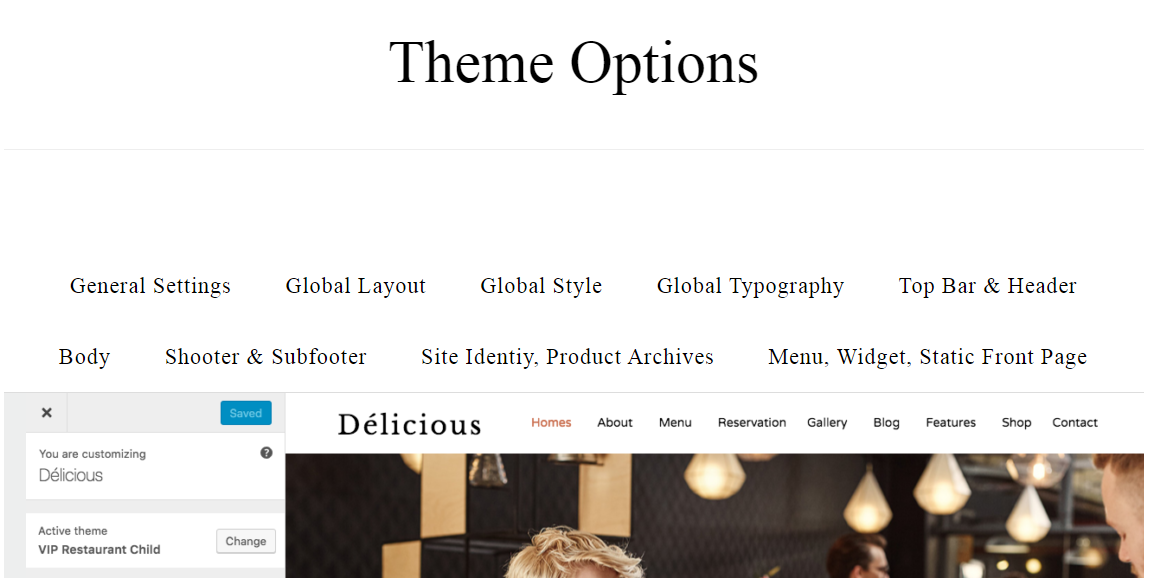 Theme Options
General Settings Global Layout Global Style Global Typography Top Bar & Header
Body Shooter & Subfooter Site Identiy, Product Archives Menu, Widget, Static Front Page
× Saved
Délicious Homes About Menu Reservation Gallery Blog Features Shop Contact
You are customizing ?
Délicious
Active theme
VIP Restaurant Child Change